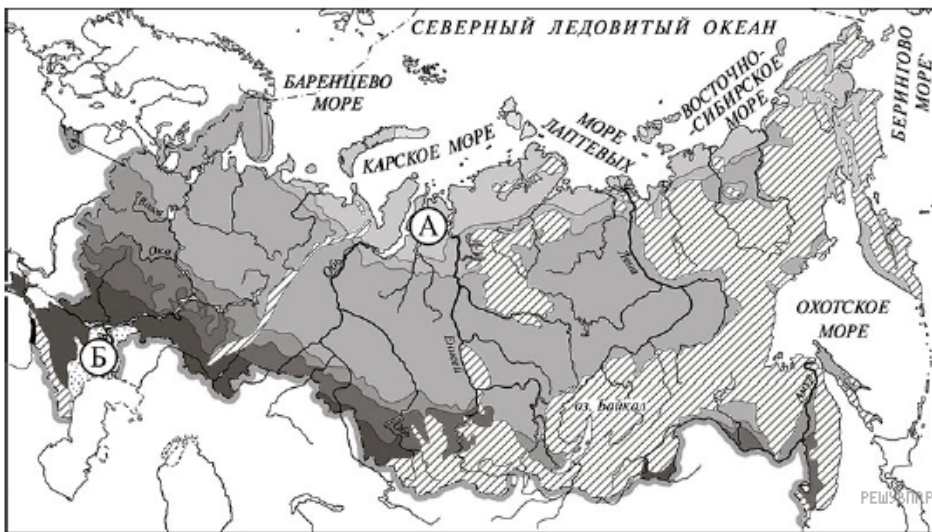 СЕВЕРНЫЙ ЛЕДОВИТЫЙ ОКЕАН
БАРЕНЦЕВО
МОРЕ
КАРСКОЕ МОРЕ
МОРЕ
ЛАПТЕВЫХ
ВОСТОЧНО-
СИБИРСКОЕ
МОРЕ
БЕРИНГОВО
МОРЕ
А
Волга
Ока
Лена
Енисей
ОХОТСКОЕ
МОРЕ
Б
оз. Байкал
Амур
РЕШУВПР.Р